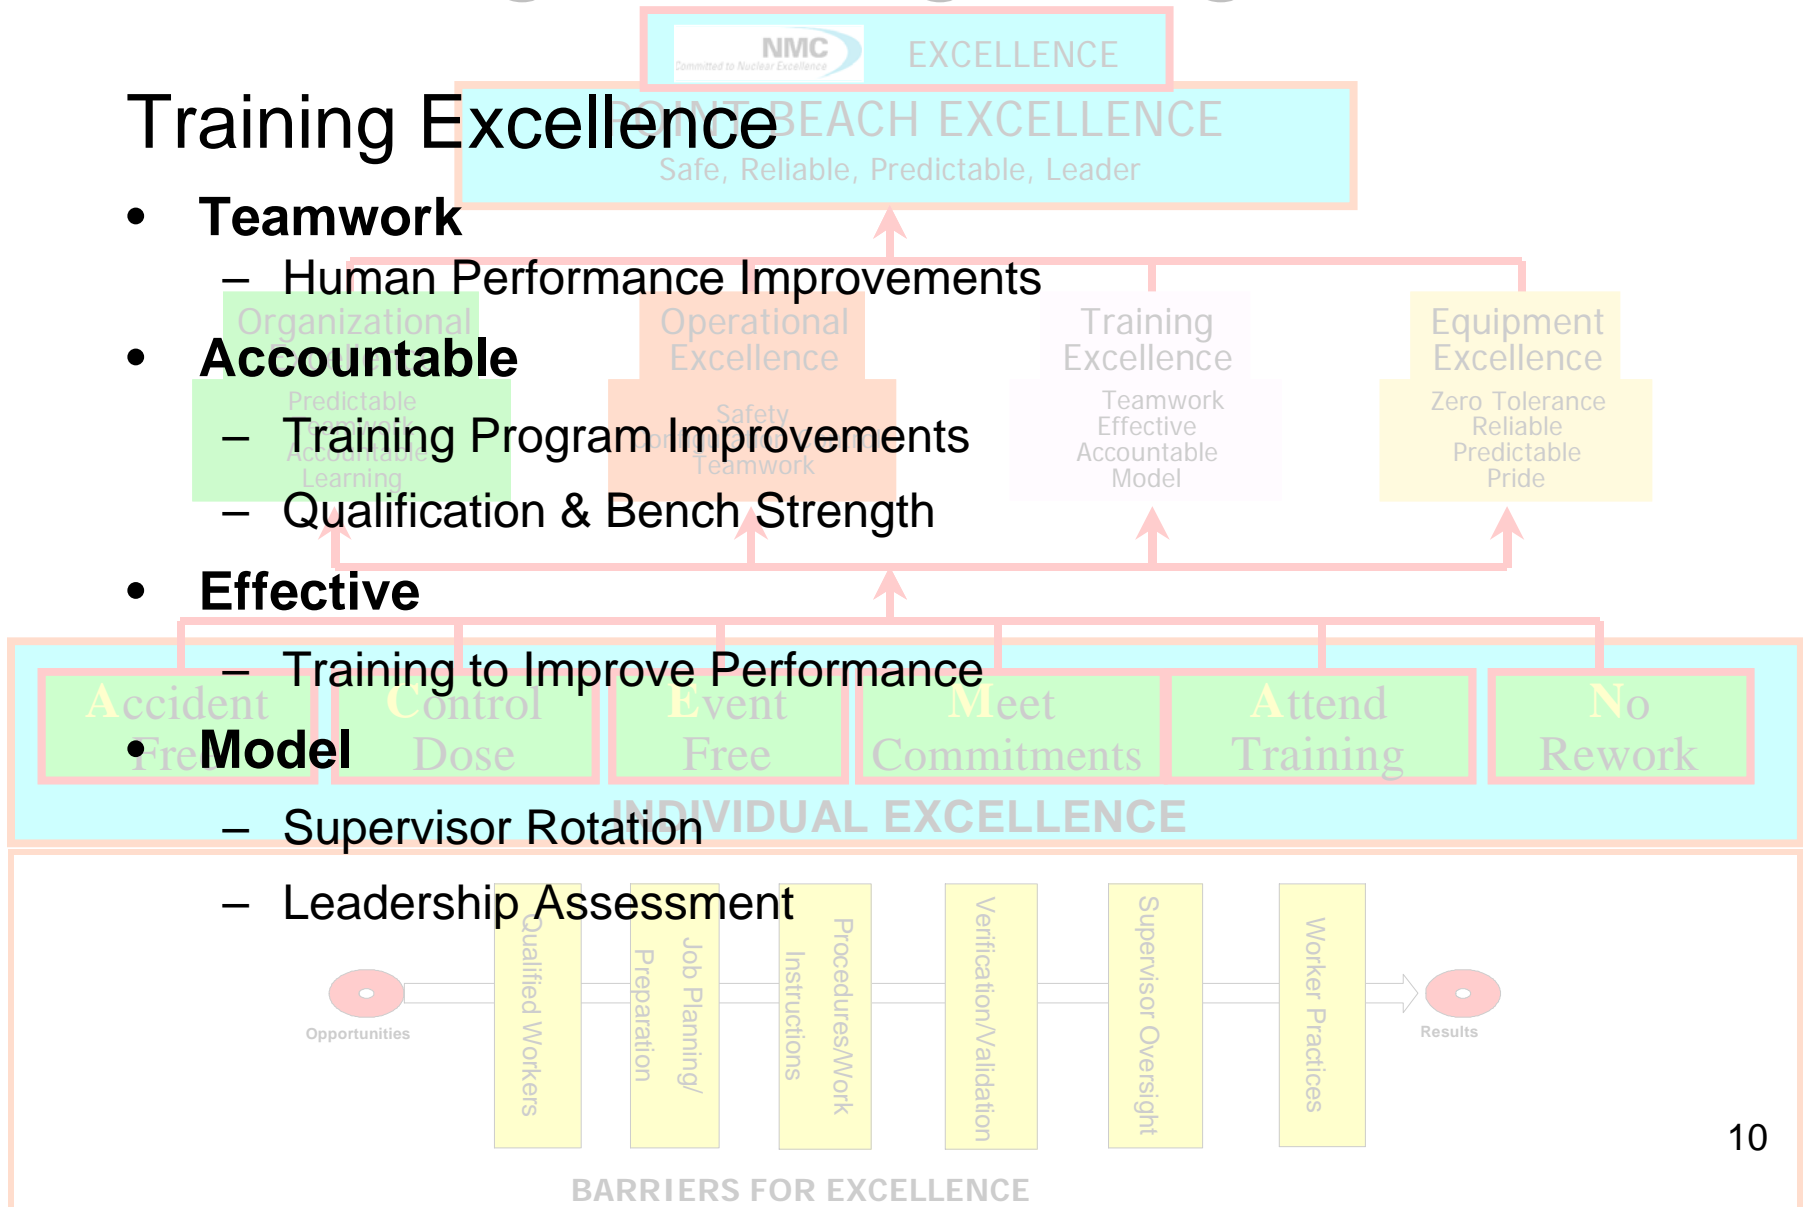 NMC
Committed to Nuclear Excellence
EXCELLENCE
POINT BEACH EXCELLENCE
Safe, Reliable, Predictable, Leader
Training Excellence
• Teamwork
– Human Performance Improvements
• Accountable
– Training Program Improvements
– Qualification & Bench Strength
• Effective
– Training to Improve Performance
• Model
– Supervisor Rotation
– Leadership Assessment
Organizational
Excellence
Predictable
Teamwork
Accountable
Learning
Operational
Excellence
Safety
Teamwork
Training
Excellence
Teamwork
Effective
Accountable
Model
Equipment
Excellence
Zero Tolerance
Reliable
Predictable
Pride
Accident
Free
Control
Dose
Event
Free
Meet
Commitments
Attend
Training
No
Rework
INDIVIDUAL EXCELLENCE
Opportunities
Qualified Workers
Job Planning/
Preparation
Procedures/Work
Instructions
Verification/Validation
Supervisor Oversight
Worker Practices
Results
BARRIERS FOR EXCELLENCE
10